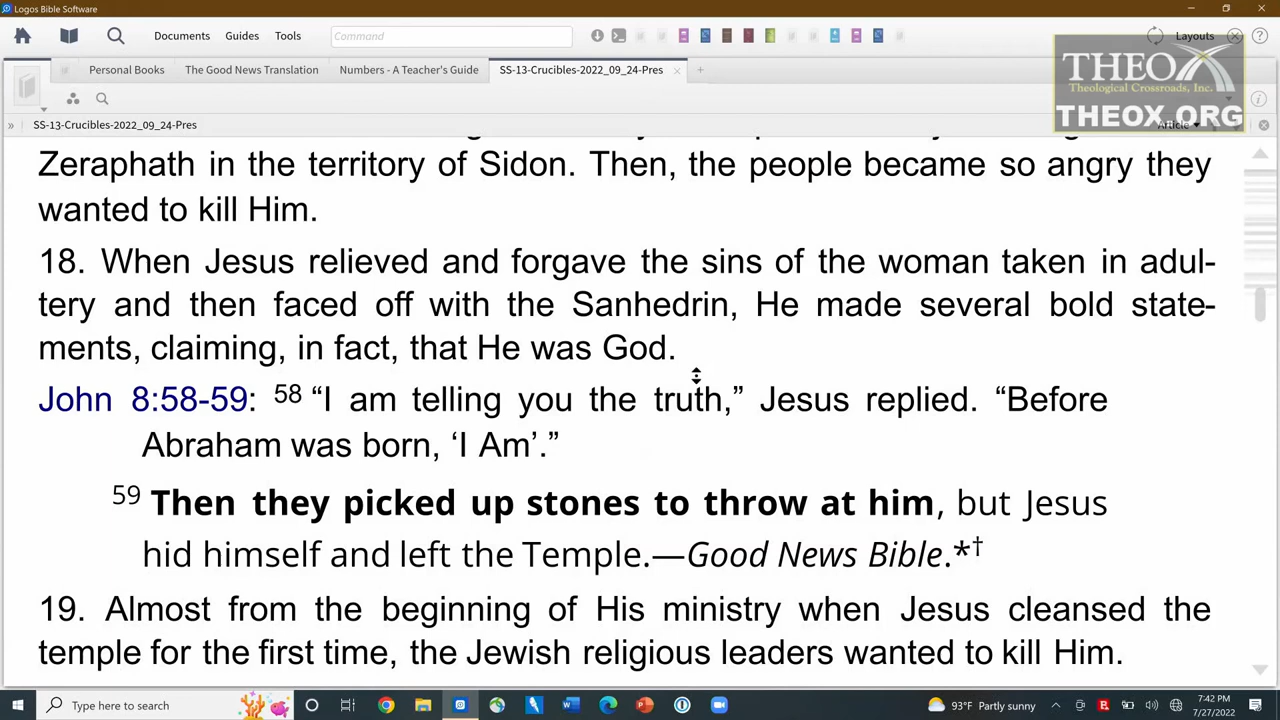 Logos Bible Software
Documents Guides Tools Command Layouts
Personal Books The Good News Translation Numbers - A Teacher's Guide SS-13-Crucibles-2022_09_24-Pres
THEOX
Theological Crossroads, Inc.
THEOX.ORG
SS-13-Crucibles-2022_09_24-Pres Article
Zeraphath in the territory of Sidon. Then, the people became so angry they
wanted to kill Him.
18. When Jesus relieved and forgave the sins of the woman taken in adul-
tery and then faced off with the Sanhedrin, He made several bold state-
ments, claiming, in fact, that He was God.
John 8:58-59: 58 “I am telling you the truth,” Jesus replied. “Before
Abraham was born, ‘I Am’.”
59 Then they picked up stones to throw at him, but Jesus
hid himself and left the Temple.—Good News Bible.*†
19. Almost from the beginning of His ministry when Jesus cleansed the
temple for the first time, the Jewish religious leaders wanted to kill Him.
Type here to search
93°F Partly sunny
7:42 PM
7/27/2022